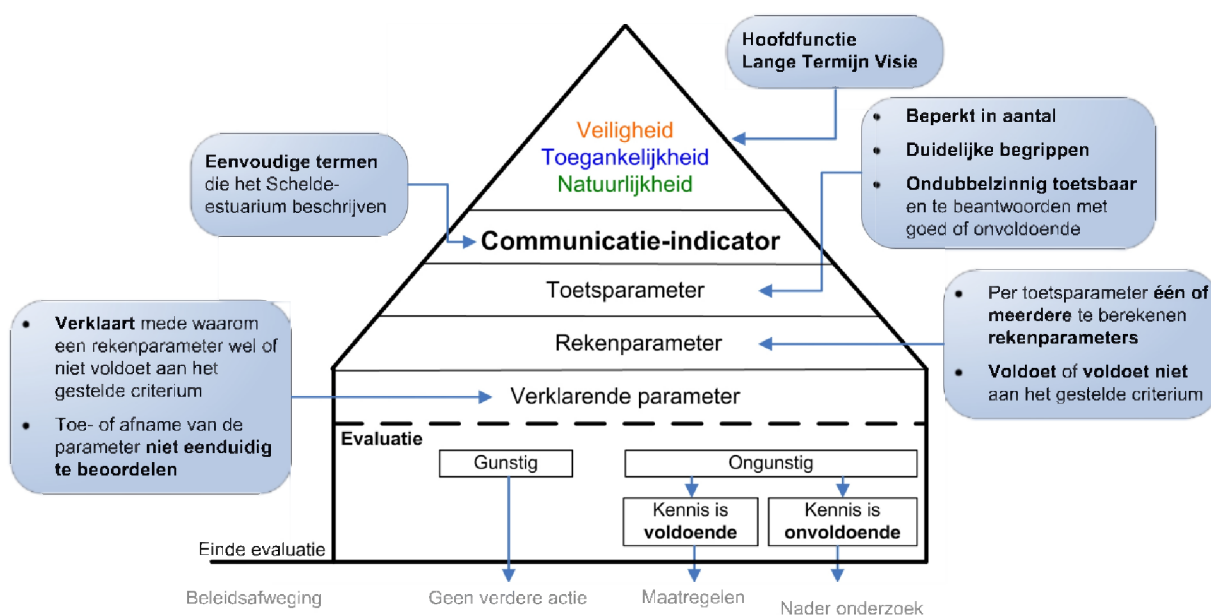 Hoofdfunctie
Lange Termijn Visie
Veiligheid
Toegankelijkheid
Natuurlijkheid
• Beperkt in aantal
• Duidelijke begrippen
• Ondubbelzinnig toetsbaar
en te beantwoorden met
goed of onvoldoende
Eenvoudige termen
die het Schelde-
estuarium beschrijven
Communicatie-indicator
Toetsparameter
Rekenparameter
• Per toetsparameter één of
meerdere te berekenen
rekenparameters
• Voldoet of voldoet niet
aan het gestelde criterium
• Verklaart mede waarom
een rekenparameter wel of
niet voldoet aan het
gestelde criterium
• Toe- of afname van de
parameter niet eenduidig
te beoordelen
Verklarende parameter
Evaluatie
Gunstig
Ongunstig
Kennis is
voldoende
Kennis is
onvoldoende
Einde evaluatie
Beleidsafweging
Geen verdere actie
Maatregelen
Nader onderzoek